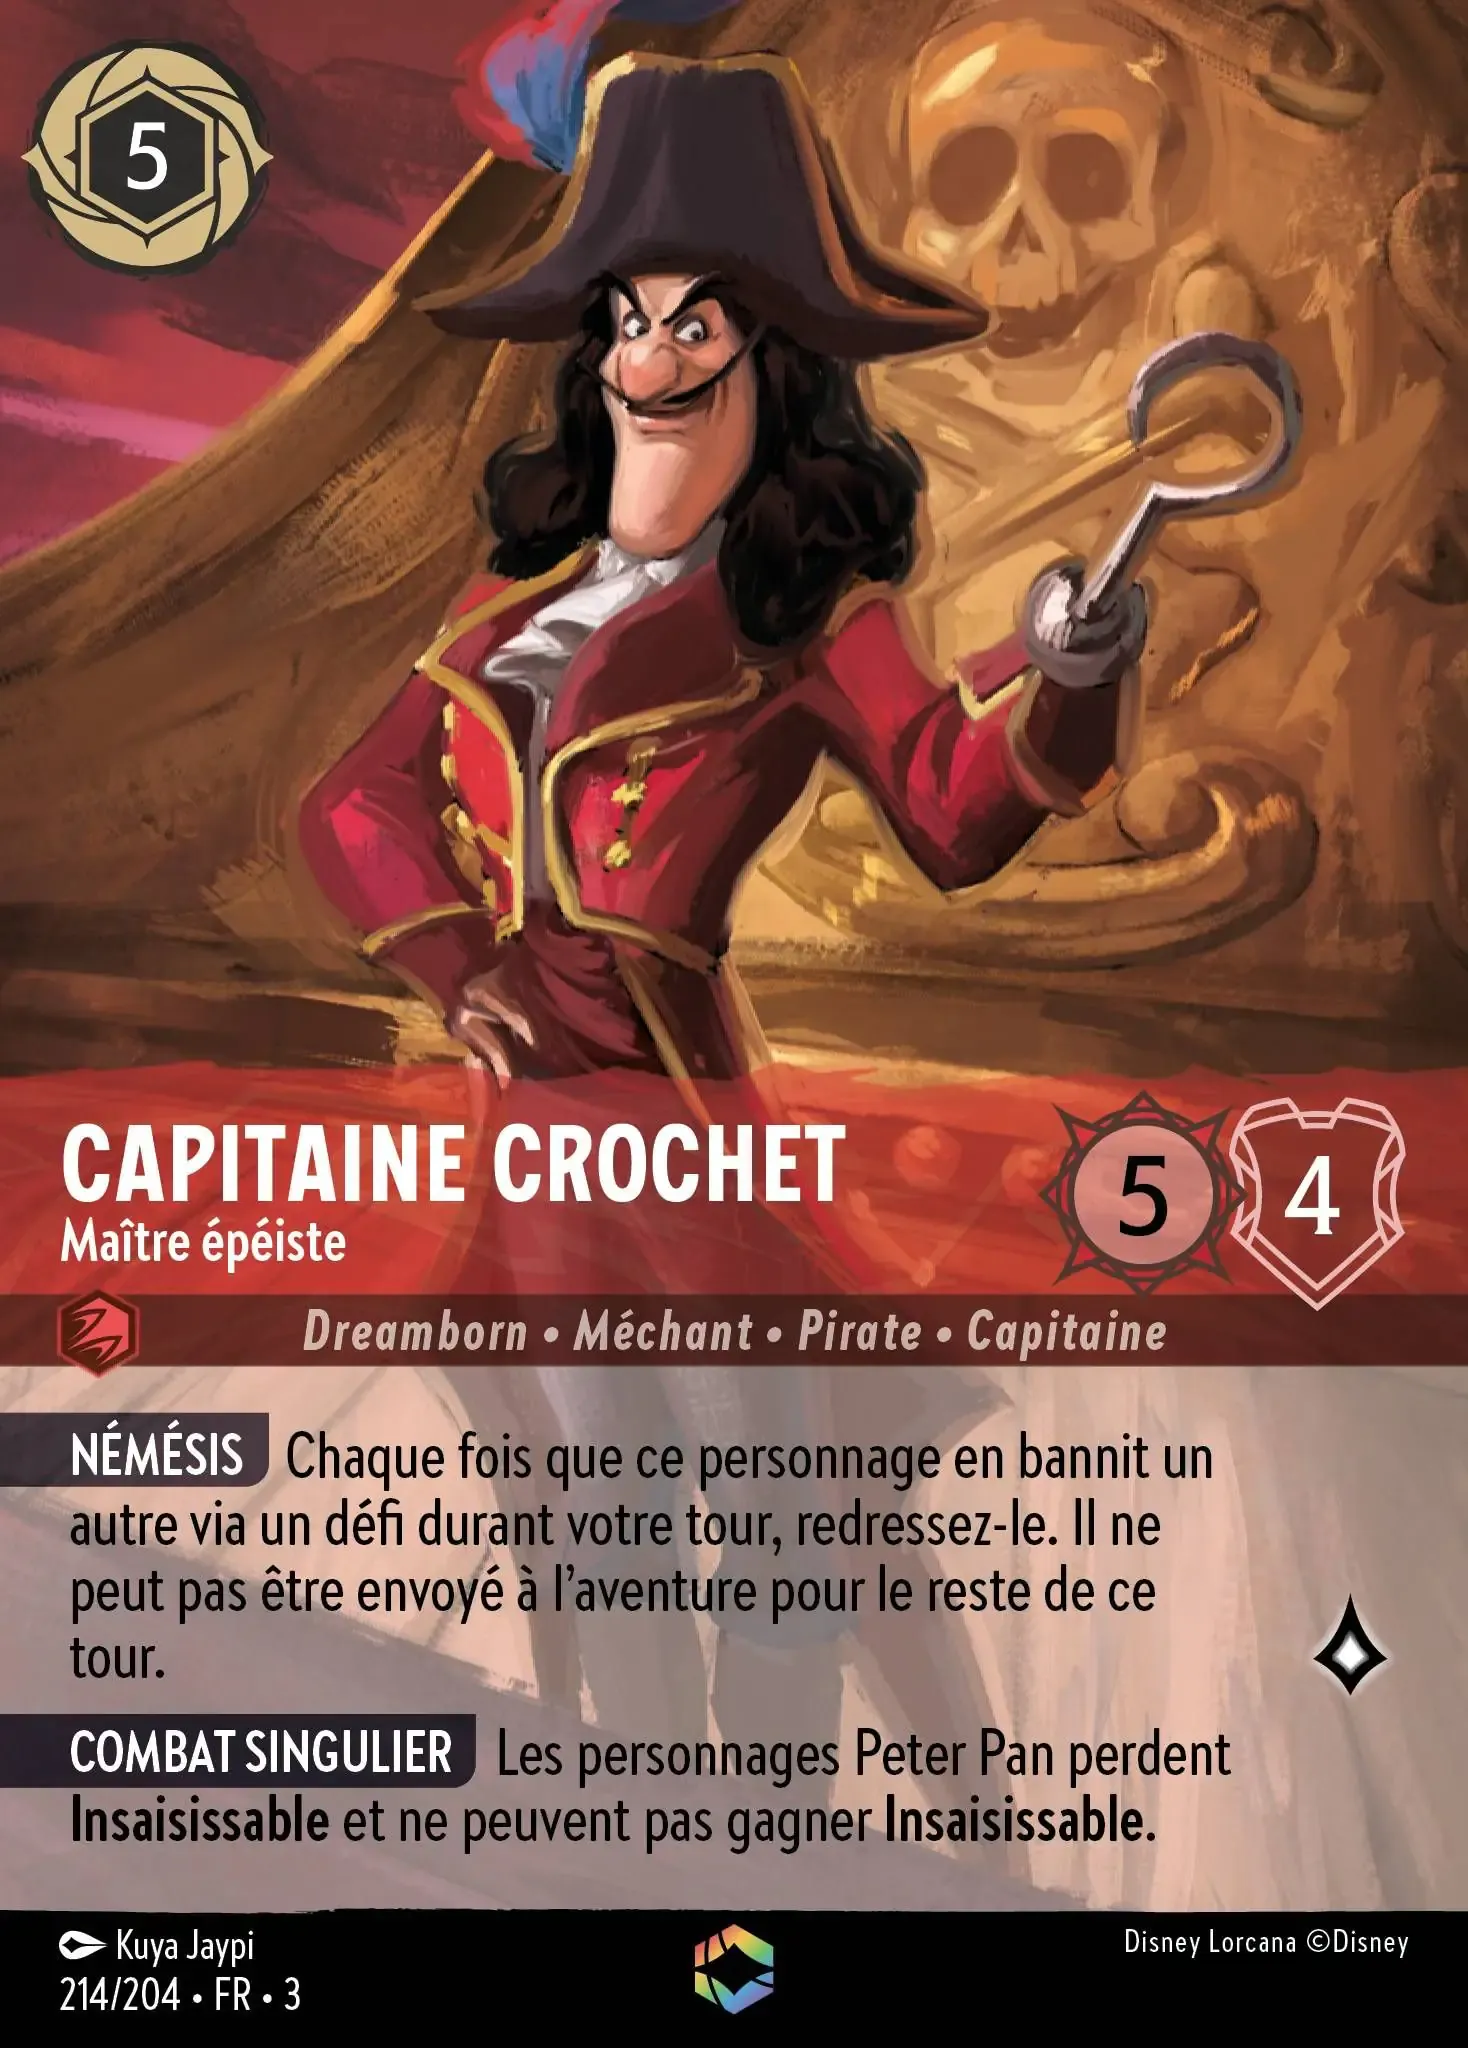 5
CAPITAINE CROCHET
Maître épéiste
5
4
Dreamborn • Méchant • Pirate • Capitaine
NÉMÉSIS Chaque fois que ce personnage en bannit un
autre via un défi durant votre tour, redressez-le. Il ne
peut pas être envoyé à l’aventure pour le reste de ce
tour.
COMBAT SINGULIER Les personnages Peter Pan perdent
Insaisissable et ne peuvent pas gagner Insaisissable.
Kuya Jaypi
214/204 • FR • 3
Disney Lorcana ©Disney